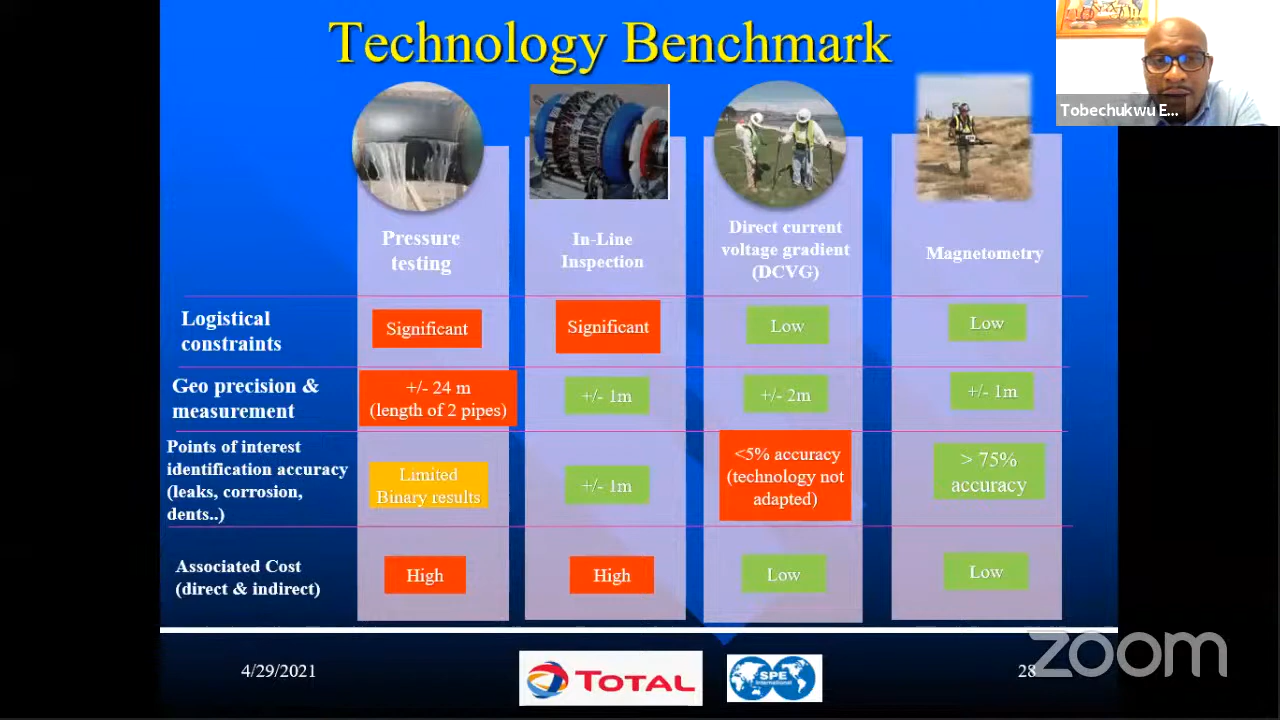 Technology Benchmark
Tobechukwu E...
Pressure
testing
In-Line
Inspection
Direct current
voltage gradient
(DCVG)
Magnetometry
Logistical
constraints
Significant
Significant
Low
Low
Geo precision &
measurement
+/- 24 m
(length of 2 pipes)
+/- 1m
+/- 2m
+/- 1m
Points of interest
identification accuracy
(leaks, corrosion,
dents..)
Limited
Binary results
+/- 1m
<5% accuracy
(technology not
adapted)
> 75%
accuracy
Associated Cost
(direct & indirect)
High
High
Low
Low
4/29/2021
TOTAL
SPE
International
28
zoom